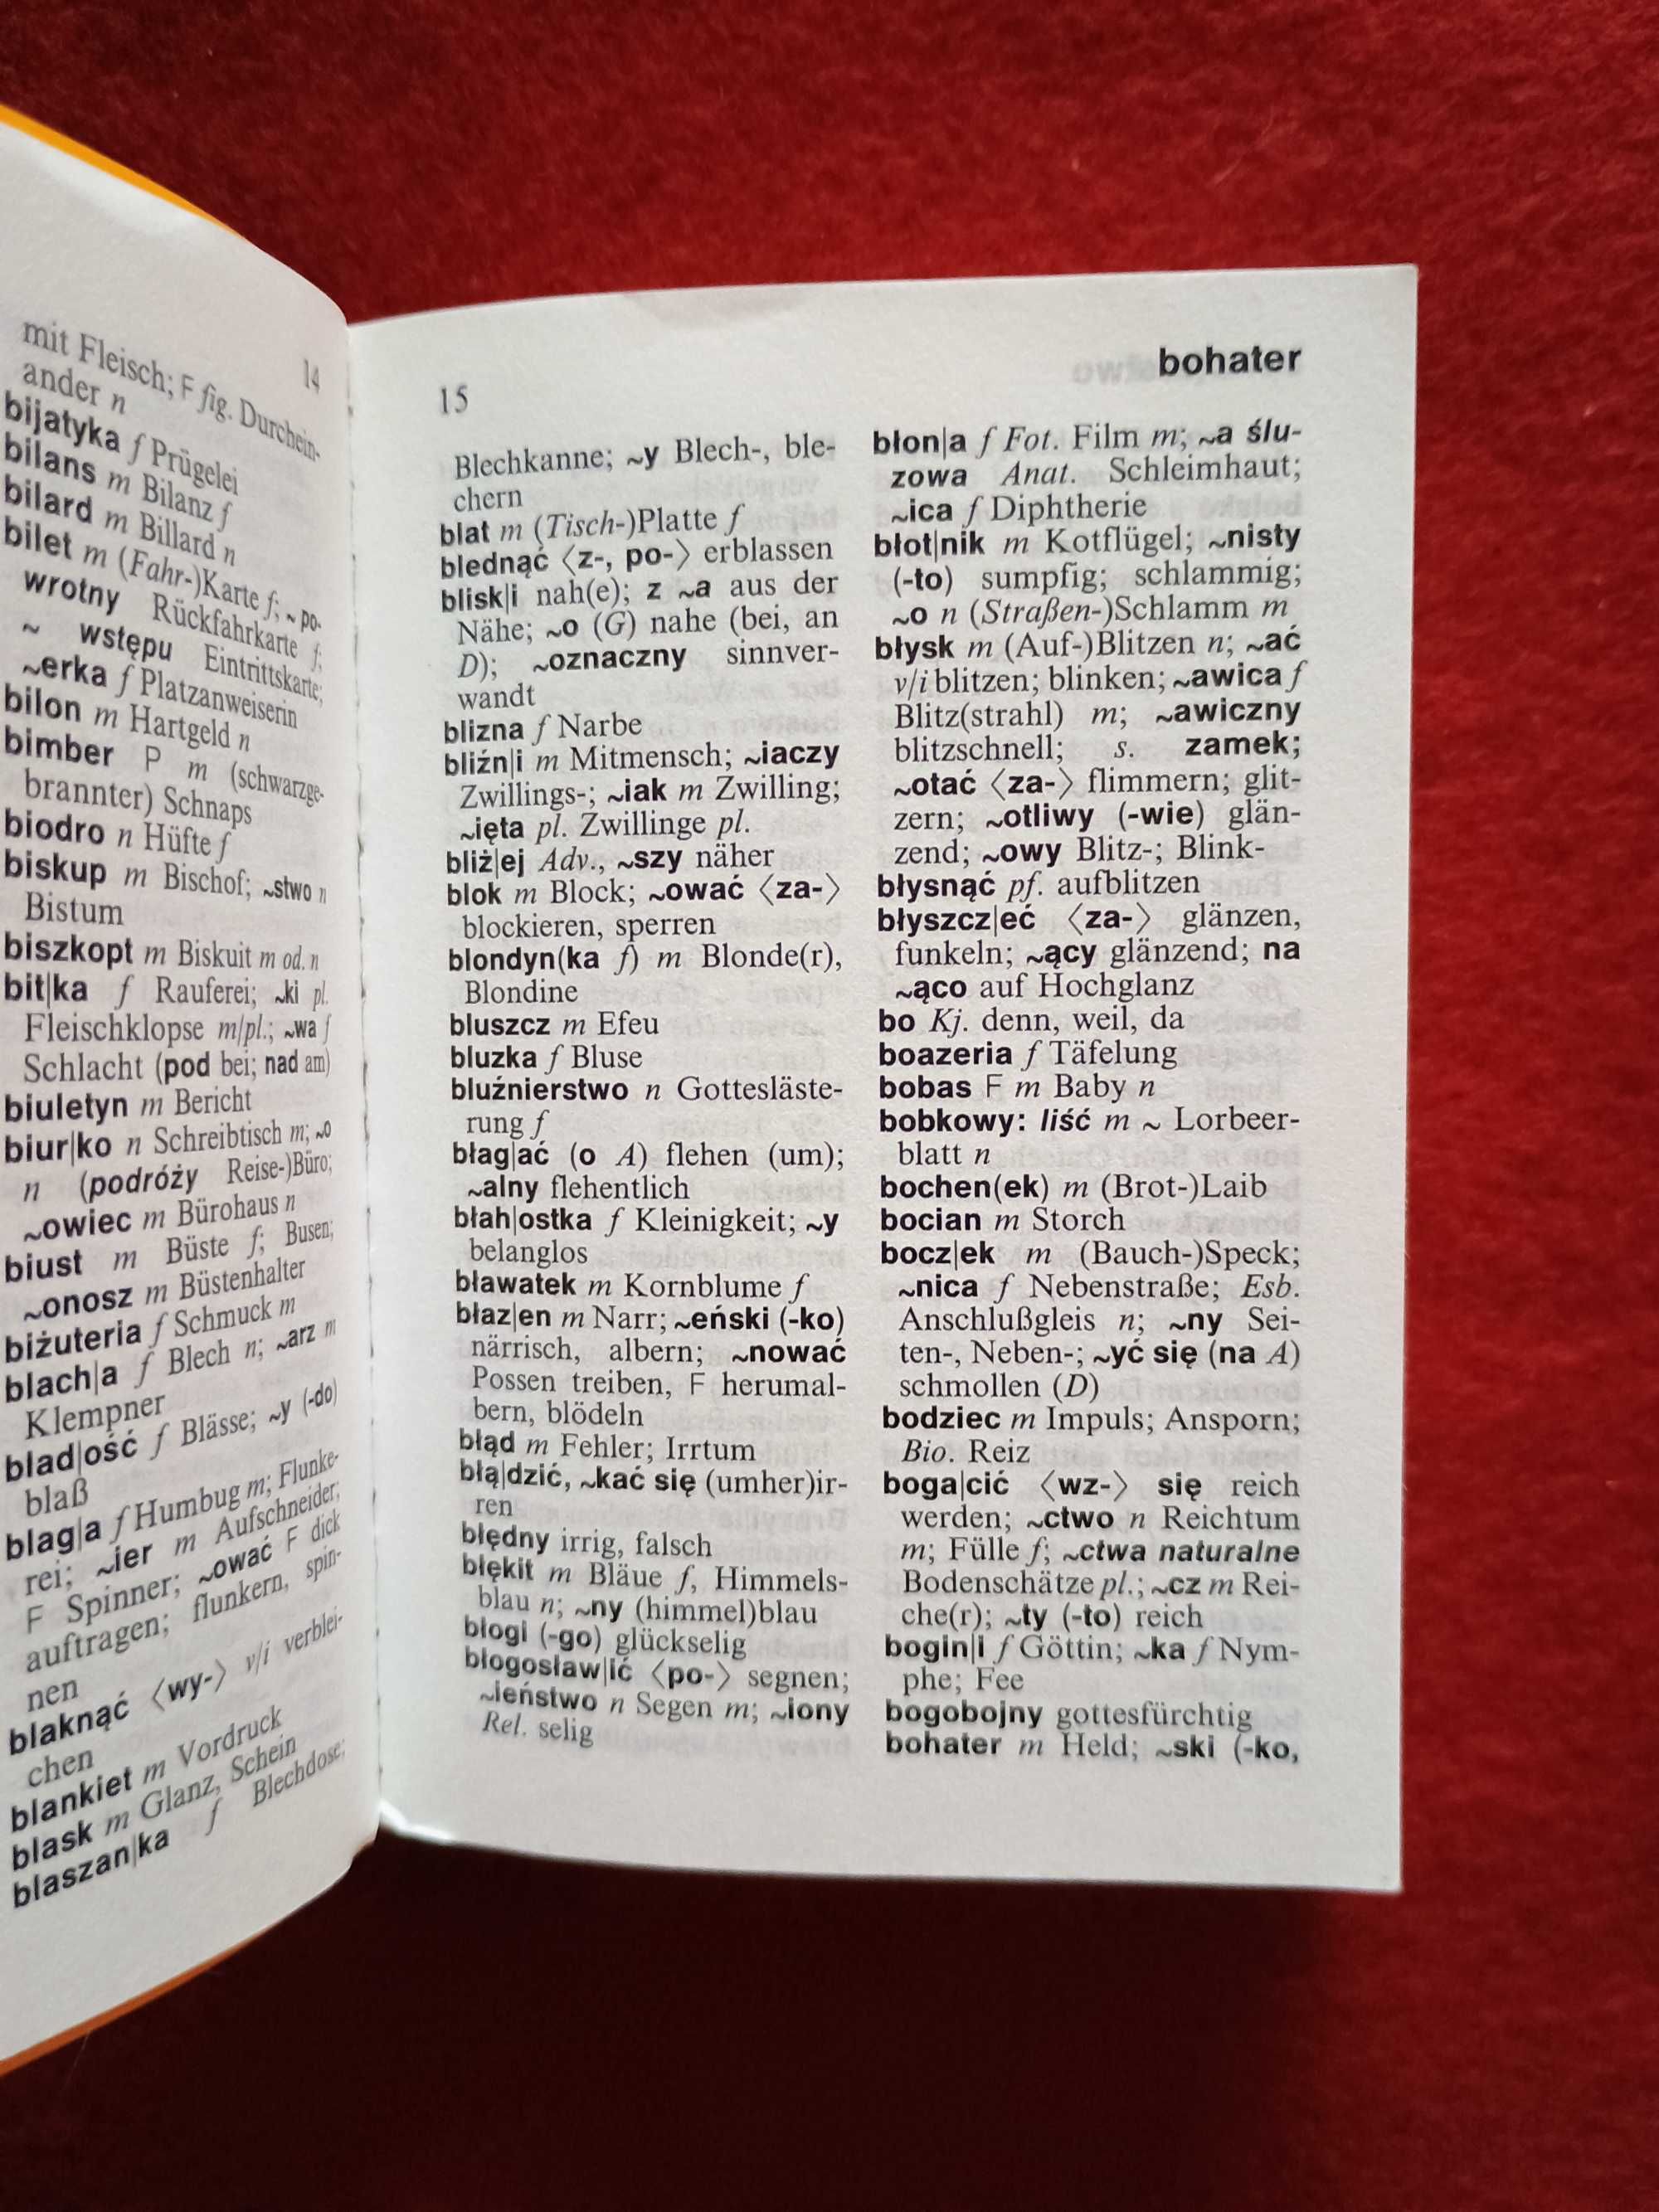 14
mit Fleisch; F fig. Durchein-
ander n
bijatyka f Prügelei
bilans m Bilanz f
bilard m Billard n
bilet m (Fahr-)Karte f; ~ po-
wrotny Rückfahrkarte f;
~ wstępu Eintrittskarte;
~erka f Platzanweiserin
bilon m Hartgeld n
bimber P m (schwarzge-
brannter) Schnaps
biodro n Hüfte f
biskup m Bischof; ~stwo n
Bistum
biszkopt m Biskuit m od. n
bit|ka f Rauferei; ~ki pl.
Fleischklopse m/pl.; ~wa f
Schlacht (pod bei; nad am)
biuletyn m Bericht
biur|ko n Schreibtisch m; ~o
n (podróży Reise-)Büro;
~owiec m Bürohaus n
biust m Büste f; Busen;
~onosz m Büstenhalter
biżuteria f Schmuck m
blach|a f Blech n; ~arz m
Klempner
blad|ość f Blässe; ~y (-do)
blaß
blag|a f Humbug m; Flunke-
rei; ~ier m Aufschneider;
F Spinner; ~ować F dick
auftragen; flunkern, spin-
nen
blaknąć ⟨wy-⟩ v/i verblei-
chen
blankiet m Vordruck
blask m Glanz, Schein
blaszan|ka f Blechdose;
15
bohater
Blechkanne; ~y Blech-, ble-
chern
blat m (Tisch-)Platte f
blednąć ⟨z-, po-⟩ erblassen
blisk|i nah(e); z ~a aus der
Nähe; ~o (G) nahe (bei, an
D); ~oznaczny sinnver-
wandt
blizna f Narbe
bliźn|i m Mitmensch; ~iaczy
Zwillings-; ~iak m Zwilling;
~ięta pl. Zwillinge pl.
bliż|ej Adv., ~szy näher
blok m Block; ~ować ⟨za-⟩
blockieren, sperren
blondyn(ka f) m Blonde(r),
Blondine
bluszcz m Efeu
bluzka f Bluse
bluźnierstwo n Gottesläste-
rung f
błag|ać (o A) flehen (um);
~alny flehentlich
błah|ostka f Kleinigkeit; ~y
belanglos
bławatek m Kornblume f
błaz|en m Narr; ~eński (-ko)
närrisch, albern; ~nować
Possen treiben, F herumal-
bern, blödeln
błąd m Fehler; Irrtum
błą|dzić, ~kać się (umher)ir-
ren
błędny irrig, falsch
błękit m Bläue f, Himmels-
blau n; ~ny (himmel)blau
błogi (-go) glückselig
błogosław|ić ⟨po-⟩ segnen;
~ieństwo n Segen m; ~iony
Rel. selig
błon|a f Fot. Film m; ~a ślu-
zowa Anat. Schleimhaut;
~ica f Diphtherie
błot|nik m Kotflügel; ~nisty
(-to) sumpfig; schlammig;
~o n (Straßen-)Schlamm m
błysk m (Auf-)Blitzen n; ~ać
v/i blitzen; blinken; ~awica f
Blitz(strahl) m; ~awiczny
blitzschnell; s. zamek;
~otać ⟨za-⟩ flimmern; glit-
zern; ~otliwy (-wie) glän-
zend; ~owy Blitz-; Blink-
błysnąć pf. aufblitzen
błyszcz|eć ⟨za-⟩ glänzen,
funkeln; ~ący glänzend; na
~ąco auf Hochglanz
bo Kj. denn, weil, da
boazeria f Täfelung
bobas F m Baby n
bobkowy: liść m ~ Lorbeer-
blatt n
bochen(ek) m (Brot-)Laib
bocian m Storch
bocz|ek m (Bauch-)Speck;
~nica f Nebenstraße; Esb.
Anschlußgleis n; ~ny Sei-
ten-, Neben-; ~yć się (na A)
schmollen (D)
bodziec m Impuls; Ansporn;
Bio. Reiz
boga|cić ⟨wz-⟩ się reich
werden; ~ctwo n Reichtum
m; Fülle f; ~ctwa naturalne
Bodenschätze pl.; ~cz m Rei-
che(r); ~ty (-to) reich
bogin|i f Göttin; ~ka f Nym-
phe; Fee
bogobojny gottesfürchtig
bohater m Held; ~ski (-ko,